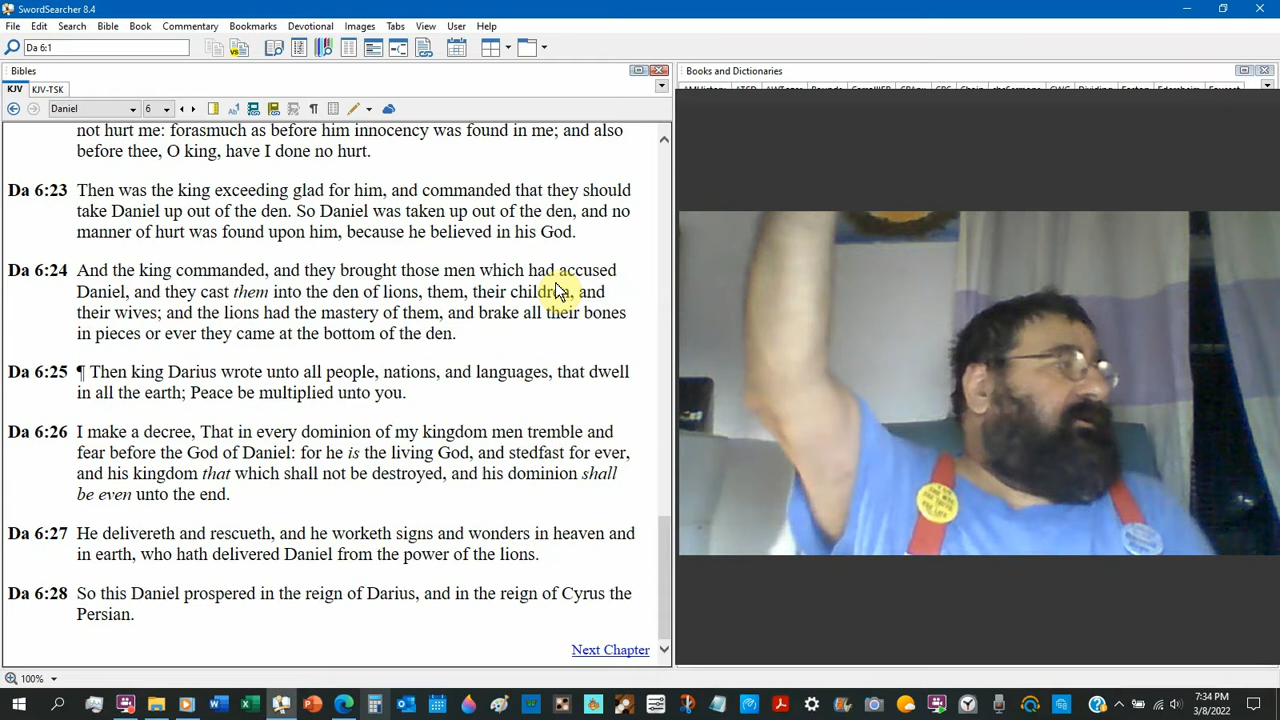 SwordSearcher 8.4
File Edit Search Bible Book Commentary Bookmarks Devotional Images Tabs View User Help
Da 6:1
Bibles
Books and Dictionaries
KJV KJV-TSK
Daniel 6
not hurt me: forasmuch as before him innocency was found in me; and also
before thee, O king, have I done no hurt.
Da 6:23 Then was the king exceeding glad for him, and commanded that they should
take Daniel up out of the den. So Daniel was taken up out of the den, and no
manner of hurt was found upon him, because he believed in his God.
Da 6:24 And the king commanded, and they brought those men which had accused
Daniel, and they cast them into the den of lions, them, their children, and
their wives; and the lions had the mastery of them, and brake all their bones
in pieces or ever they came at the bottom of the den.
Da 6:25 ¶ Then king Darius wrote unto all people, nations, and languages, that dwell
in all the earth; Peace be multiplied unto you.
Da 6:26 I make a decree, That in every dominion of my kingdom men tremble and
fear before the God of Daniel: for he is the living God, and stedfast for ever,
and his kingdom that which shall not be destroyed, and his dominion shall
be even unto the end.
Da 6:27 He delivereth and rescueth, and he worketh signs and wonders in heaven and
in earth, who hath delivered Daniel from the power of the lions.
Da 6:28 So this Daniel prospered in the reign of Darius, and in the reign of Cyrus the
Persian.
Next Chapter
100%
7:34 PM
3/8/2022